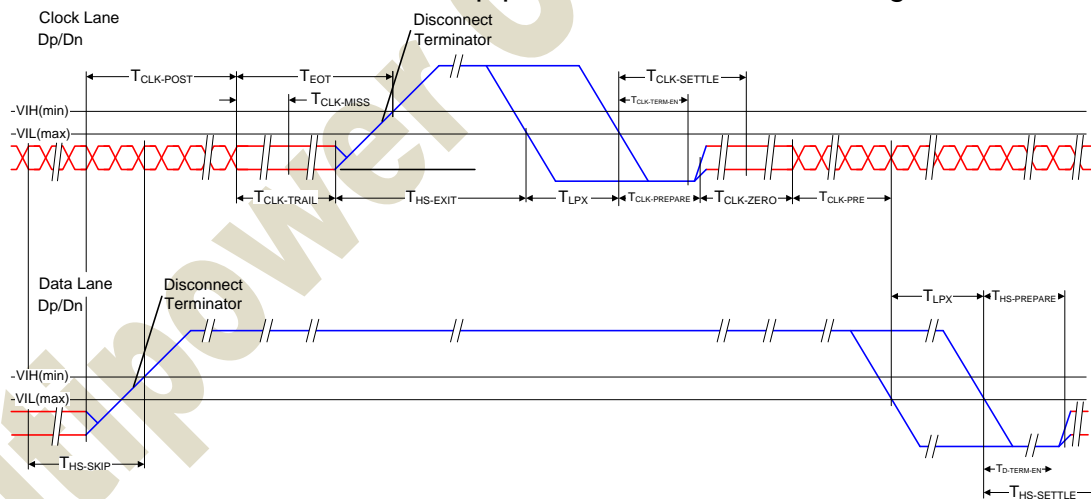 Clock Lane
Dp/Dn
Disconnect
Terminator
TCLK-POST
TEOT
TCLK-SETTLE
TCLK-MISS
TCLK-TERM-EN
VIH(min)
VIL(max)
TCLK-TRAIL
THS-EXIT
TLPX
TCLK-PREPARE
TCLK-ZERO
TCLK-PRE
Data Lane
Dp/Dn
Disconnect
Terminator
TLPX
THS-PREPARE
VIH(min)
VIL(max)
THS-SKIP
TD-TERM-EN
THS-SETTLE